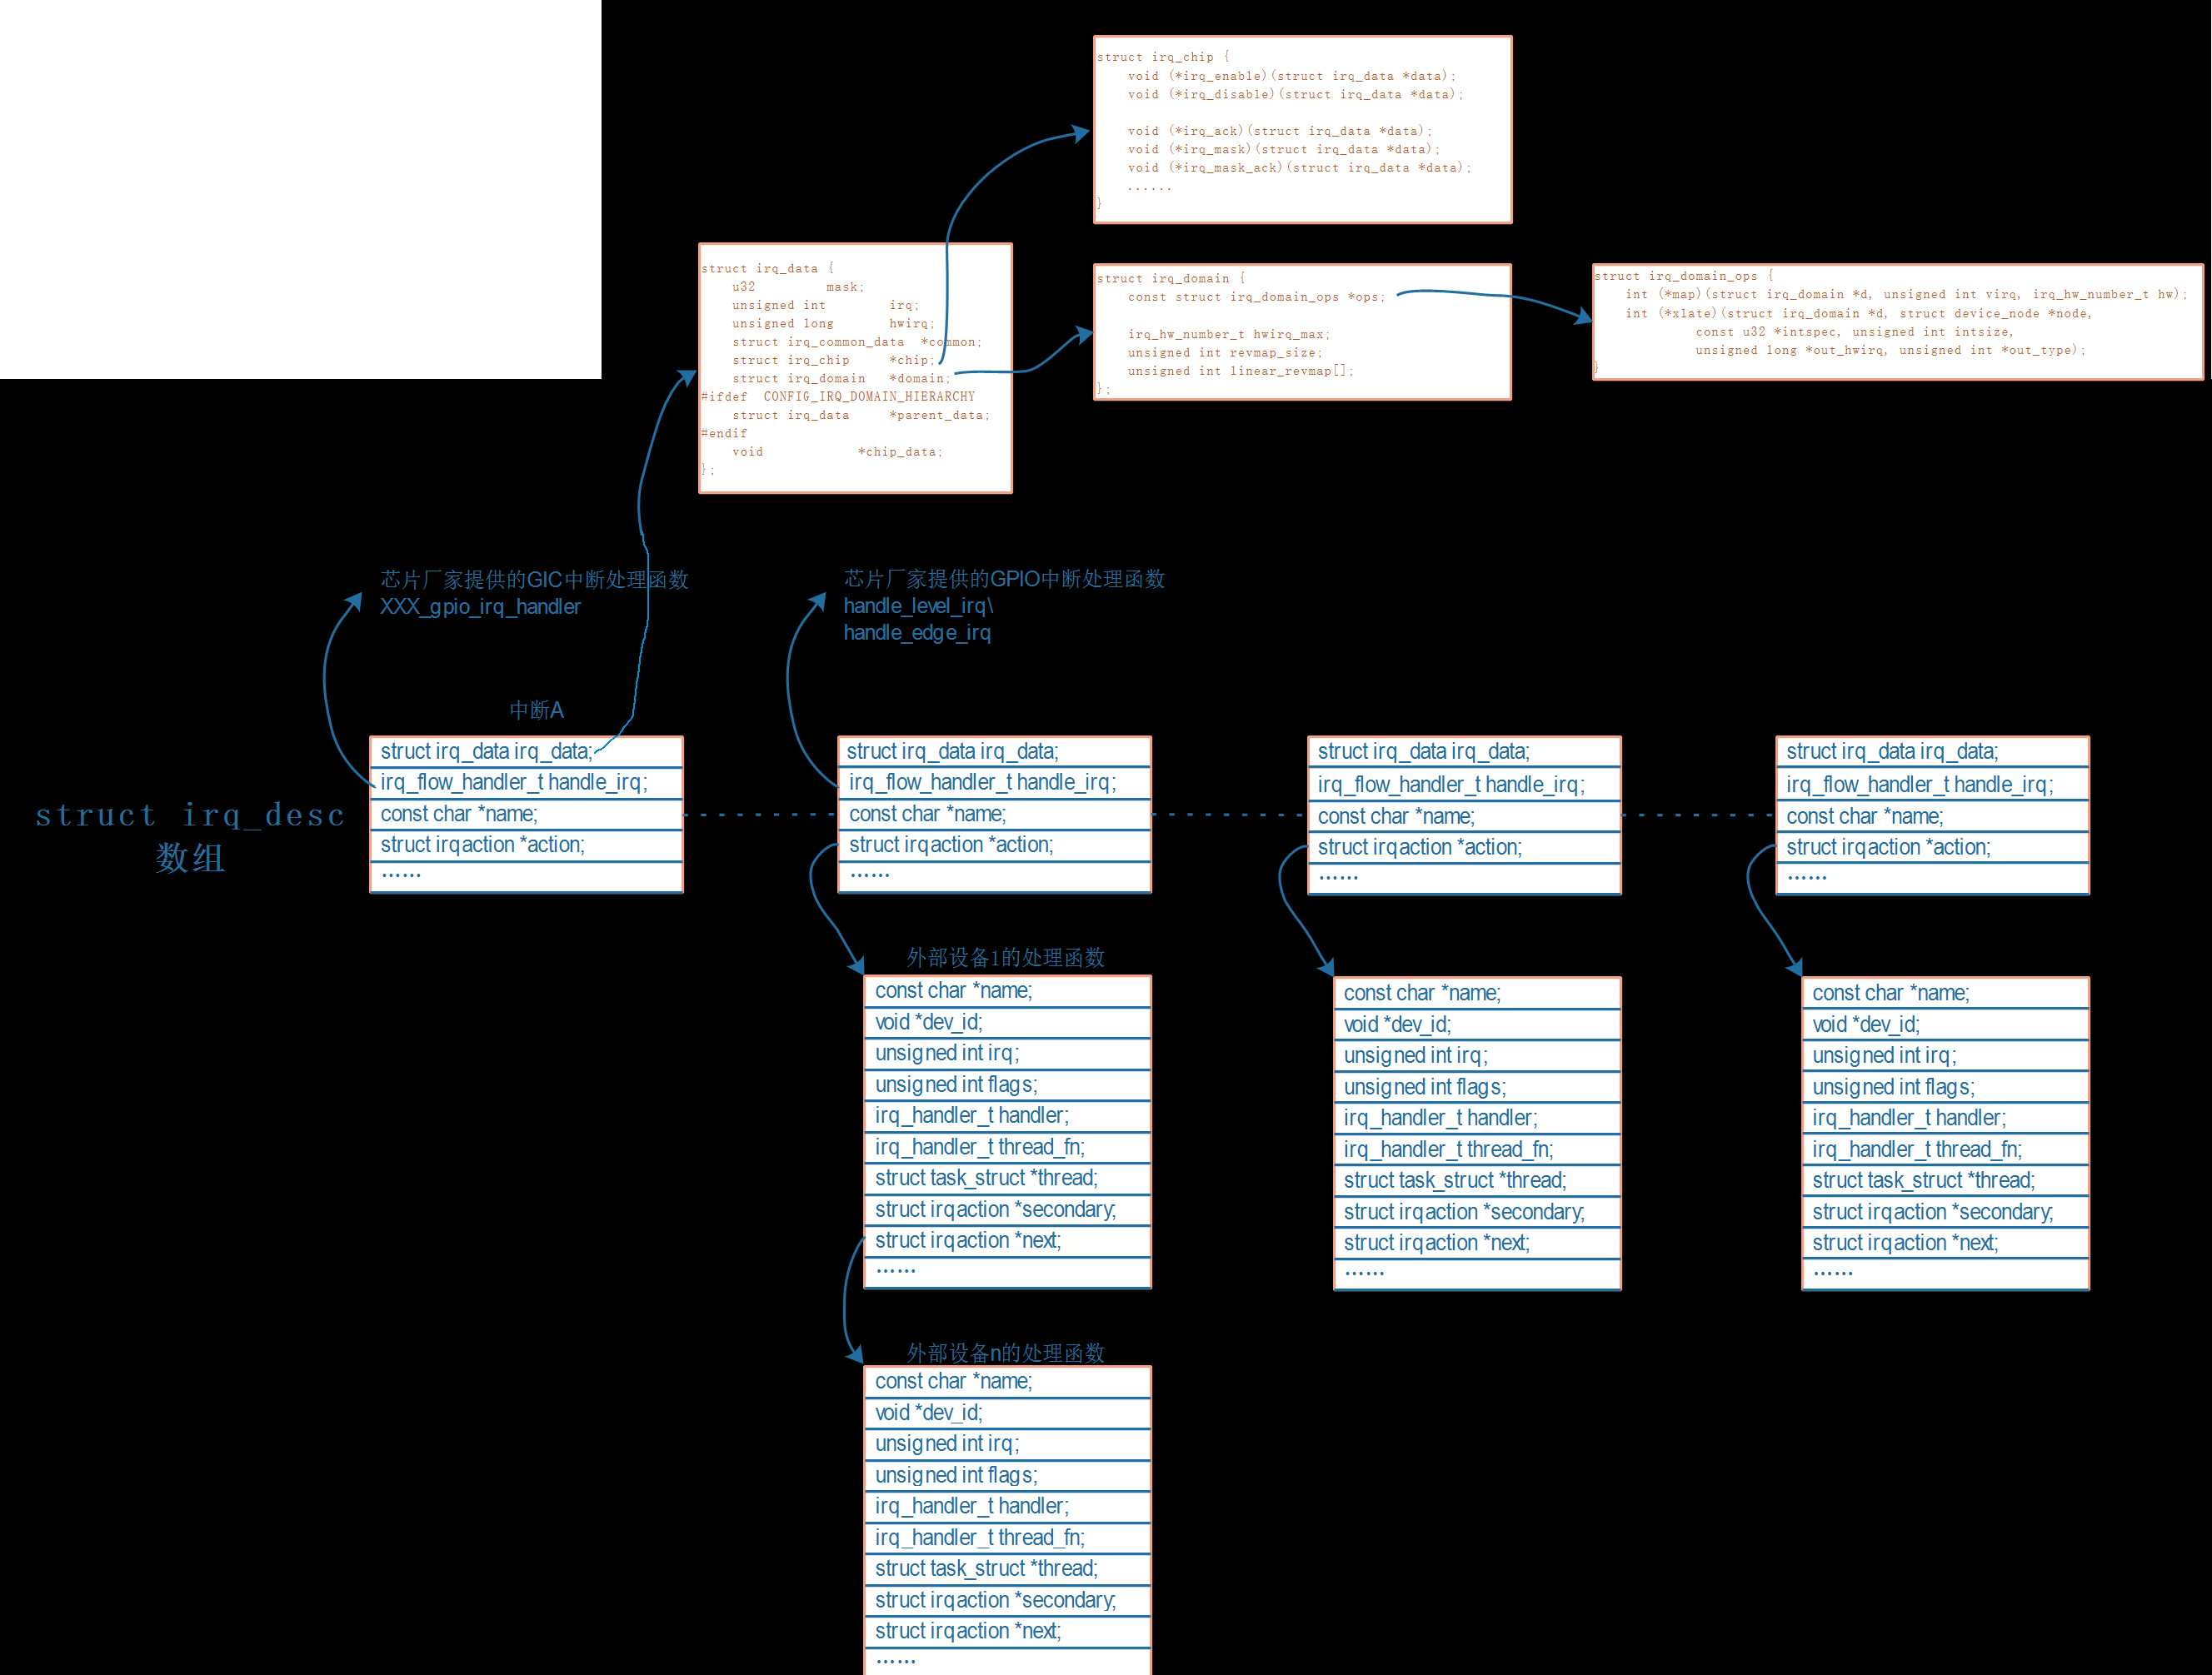 struct irq_chip {
void (*irq_enable)(struct irq_data *data);
void (*irq_disable)(struct irq_data *data);
void (*irq_ack)(struct irq_data *data);
void (*irq_mask)(struct irq_data *data);
void (*irq_mask_ack)(struct irq_data *data);
......
}
struct irq_data {
u32 mask;
unsigned int irq;
unsigned long hwirq;
struct irq_common_data *common;
struct irq_chip *chip;
struct irq_domain *domain;
#ifdef CONFIG_IRQ_DOMAIN_HIERARCHY
struct irq_data *parent_data;
#endif
void *chip_data;
};
struct irq_domain {
const struct irq_domain_ops *ops;
irq_hw_number_t hwirq_max;
unsigned int revmap_size;
unsigned int linear_revmap[];
};
struct irq_domain_ops {
int (*map)(struct irq_domain *d, unsigned int virq, irq_hw_number_t hw);
int (*xlate)(struct irq_domain *d, struct device_node *node,
const u32 *intspec, unsigned int intsize,
unsigned long *out_hwirq, unsigned int *out_type);
}
芯片厂家提供的GIC中断处理函数
XXX_gpio_irq_handler
芯片厂家提供的GPIO中断处理函数
handle_level_irq\
handle_edge_irq
中断A
struct irq_desc
数组
struct irq_data irq_data;
irq_flow_handler_t handle_irq;
const char *name;
struct irqaction *action;
……
struct irq_data irq_data;
irq_flow_handler_t handle_irq;
const char *name;
struct irqaction *action;
……
struct irq_data irq_data;
irq_flow_handler_t handle_irq;
const char *name;
struct irqaction *action;
……
struct irq_data irq_data;
irq_flow_handler_t handle_irq;
const char *name;
struct irqaction *action;
……
外部设备1的处理函数
const char *name;
void *dev_id;
unsigned int irq;
unsigned int flags;
irq_handler_t handler;
irq_handler_t thread_fn;
struct task_struct *thread;
struct irqaction *secondary;
struct irqaction *next;
……
const char *name;
void *dev_id;
unsigned int irq;
unsigned int flags;
irq_handler_t handler;
irq_handler_t thread_fn;
struct task_struct *thread;
struct irqaction *secondary;
struct irqaction *next;
……
const char *name;
void *dev_id;
unsigned int irq;
unsigned int flags;
irq_handler_t handler;
irq_handler_t thread_fn;
struct task_struct *thread;
struct irqaction *secondary;
struct irqaction *next;
……
外部设备n的处理函数
const char *name;
void *dev_id;
unsigned int irq;
unsigned int flags;
irq_handler_t handler;
irq_handler_t thread_fn;
struct task_struct *thread;
struct irqaction *secondary;
struct irqaction *next;
……